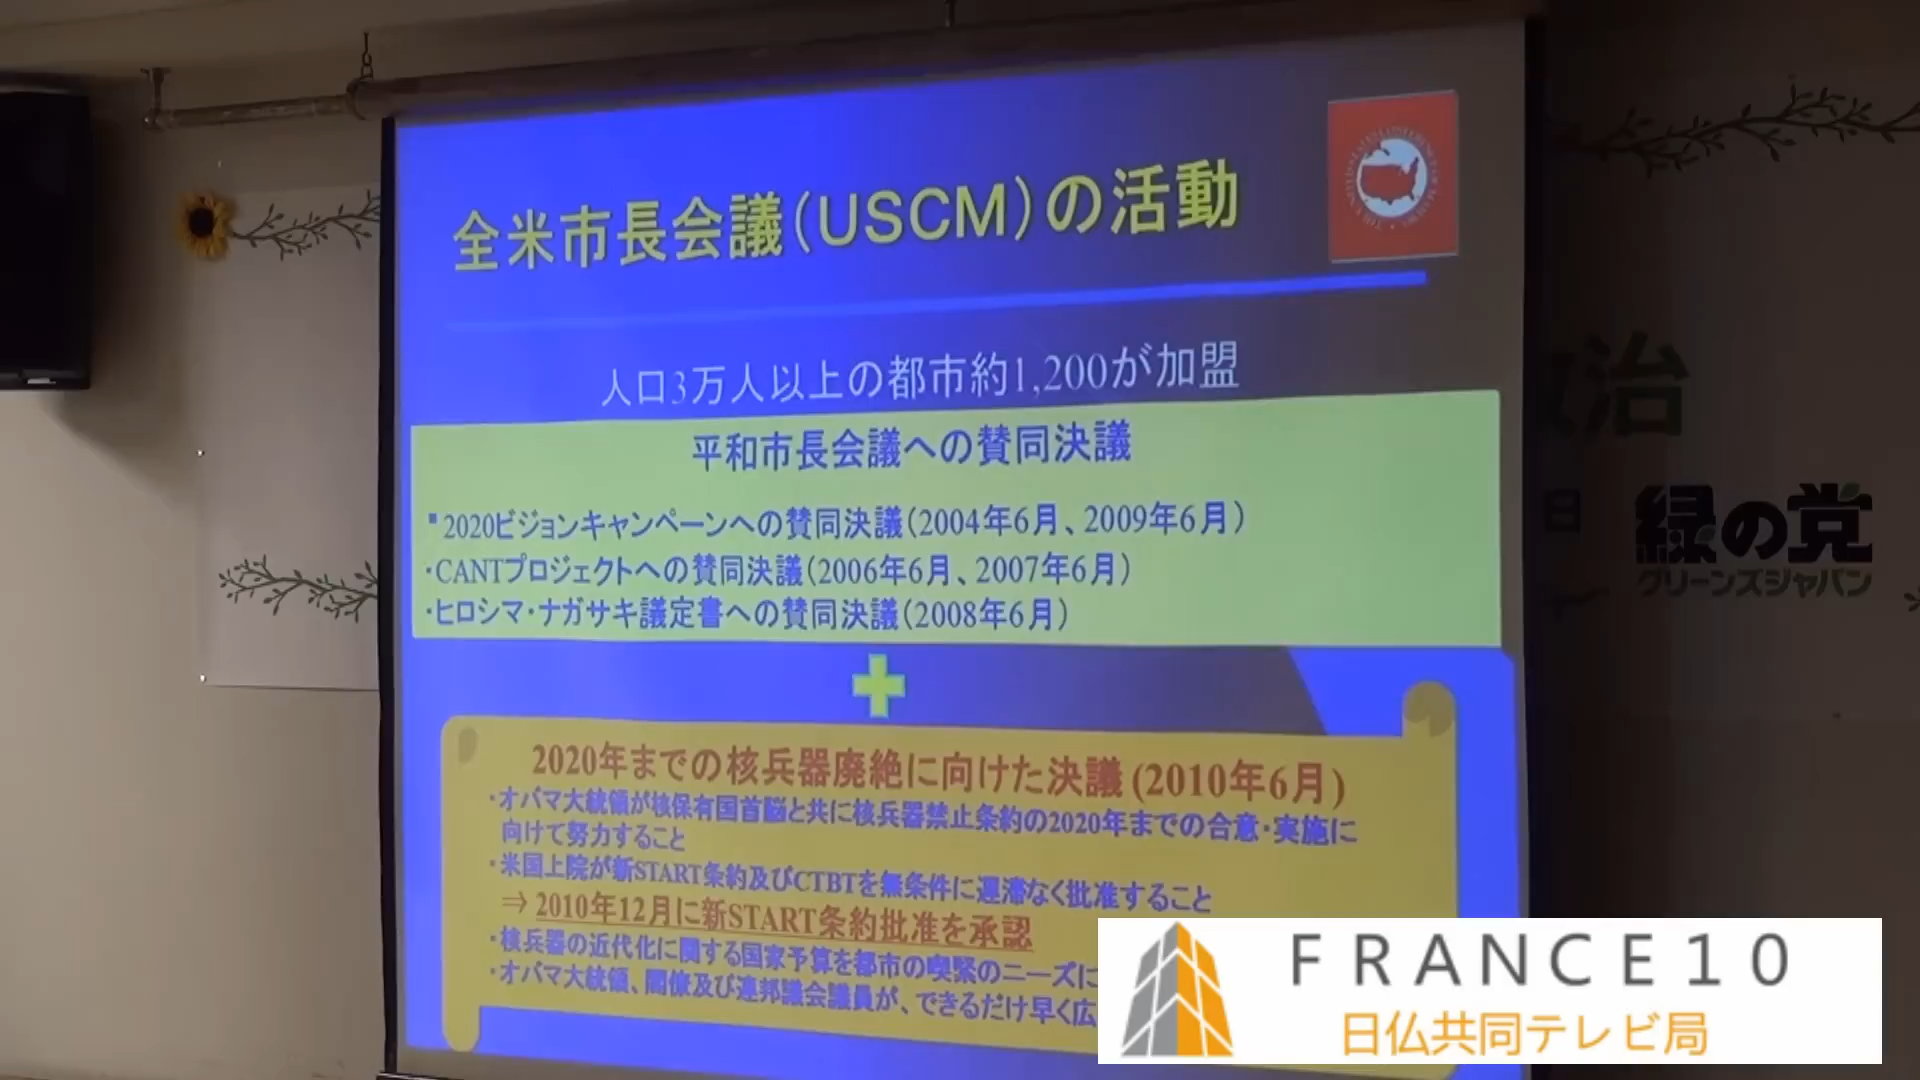 全米市長会議(USCM)の活動
人口3万人以上の都市約1,200が加盟
平和市長会議への賛同決議
▪2020ビジョンキャンペーンへの賛同決議(2004年6月、2009年6月)
・CANTプロジェクトへの賛同決議(2006年6月、2007年6月)
・ヒロシマ・ナガサキ議定書への賛同決議(2008年6月)
2020年までの核兵器廃絶に向けた決議(2010年6月)
・オバマ大統領が核保有国首脳と共に核兵器禁止条約の2020年までの合意・実施に
向けて努力すること
・米国上院が新START条約及びCTBTを無条件に遅滞なく批准すること
⇒ 2010年12月に新START条約批准を承認
・核兵器の近代化に関する国家予算を都市の喫緊のニーズに
・オバマ大統領、閣僚及び連邦議会議員が、できるだけ早く広
治
日
緑の党
グリーンズジャパン
FRANCE10
日仏共同テレビ局